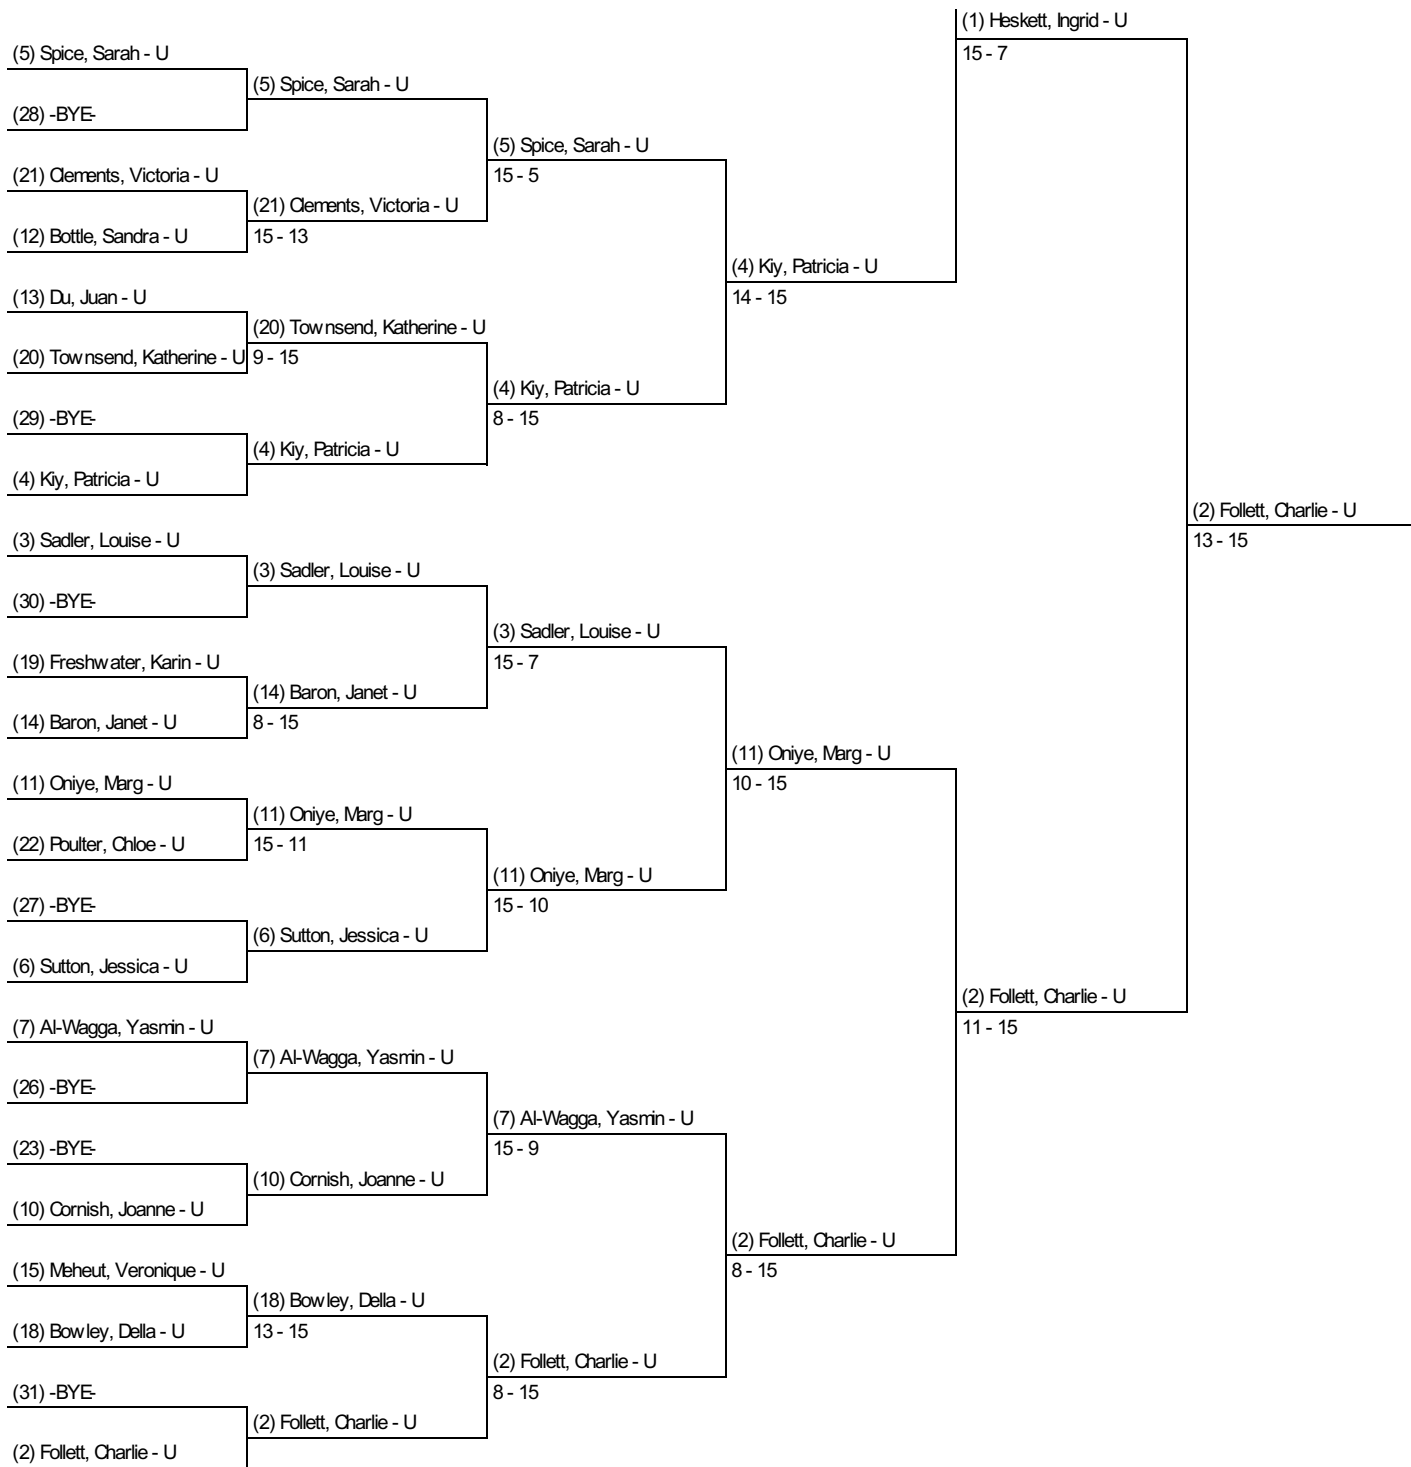 (1) Heskett, Ingrid - U
15 - 7
(5) Spice, Sarah - U
(5) Spice, Sarah - U
(28) -BYE-
(5) Spice, Sarah - U
15 - 5
(21) Clements, Victoria - U
(21) Clements, Victoria - U
(12) Bottle, Sandra - U
15 - 13
(4) Kiy, Patricia - U
14 - 15
(13) Du, Juan - U
(20) Townsend, Katherine - U
(20) Townsend, Katherine - U
9 - 15
(4) Kiy, Patricia - U
8 - 15
(29) -BYE-
(4) Kiy, Patricia - U
(4) Kiy, Patricia - U
(2) Follett, Charlie - U
13 - 15
(3) Sadler, Louise - U
(3) Sadler, Louise - U
(30) -BYE-
(3) Sadler, Louise - U
15 - 7
(19) Freshwater, Karin - U
(14) Baron, Janet - U
(14) Baron, Janet - U
8 - 15
(11) Oniye, Marg - U
10 - 15
(11) Oniye, Marg - U
(11) Oniye, Marg - U
(22) Poulter, Chloe - U
15 - 11
(11) Oniye, Marg - U
15 - 10
(27) -BYE-
(6) Sutton, Jessica - U
(6) Sutton, Jessica - U
(2) Follett, Charlie - U
11 - 15
(7) Al-Wagga, Yasmin - U
(7) Al-Wagga, Yasmin - U
(26) -BYE-
(7) Al-Wagga, Yasmin - U
15 - 9
(23) -BYE-
(10) Cornish, Joanne - U
(10) Cornish, Joanne - U
(2) Follett, Charlie - U
8 - 15
(15) Meheut, Veronique - U
(18) Bowley, Della - U
(18) Bowley, Della - U
13 - 15
(2) Follett, Charlie - U
8 - 15
(31) -BYE-
(2) Follett, Charlie - U
(2) Follett, Charlie - U